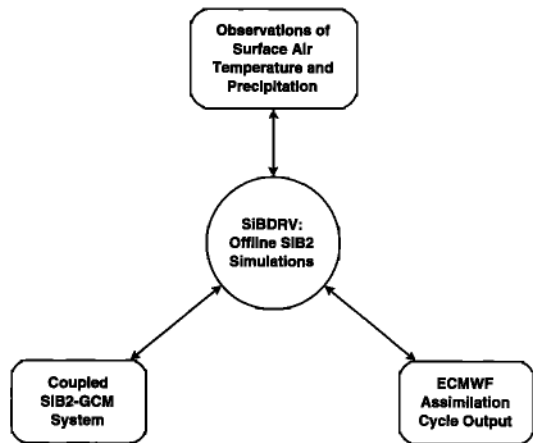 Observations of
Surface Air
Temperature and
Precipitation
SiBDRV:
Offline SiB2
Simulations
Coupled
SiB2-GCM
System
ECMWF
Assimilation
Cycle Output